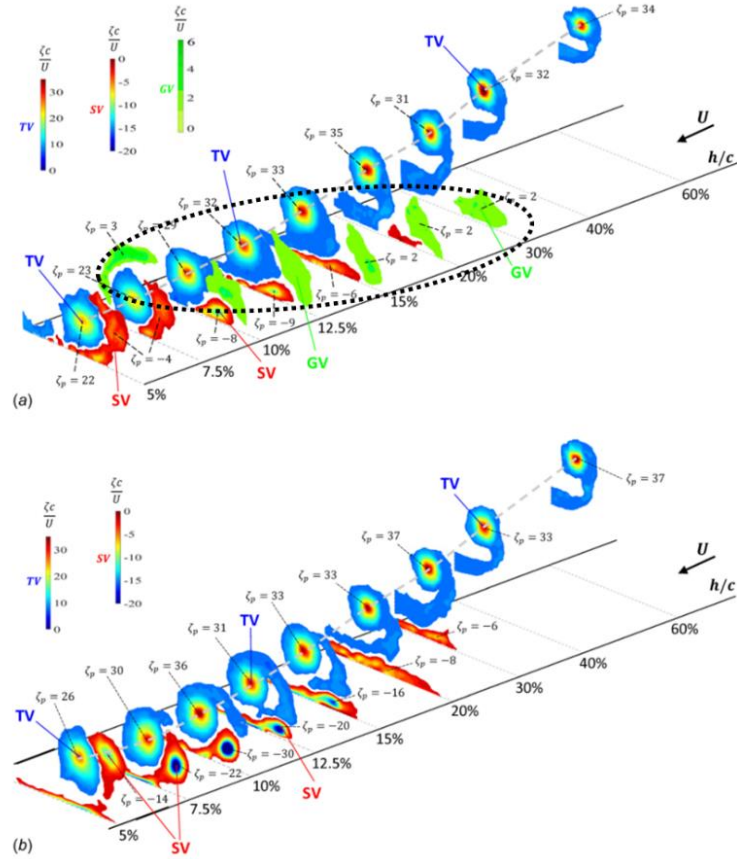 ζc/U
ζc/U
ζc/U
TV
30
20
10
0
SV
0
-5
-10
-15
-20
GV
6
4
2
0
ζp = 34
TV
ζp = 32
ζp = 31
ζp = 35
ζp = 33
TV
ζp = 32
ζp = 29
ζp = 3
TV
ζp = 23
U
h/c
60%
40%
30%
20%
15%
12.5%
10%
7.5%
5%
ζp = 2
ζp = 2
ζp = 2
GV
ζp = -6
ζp = -9
ζp = -8
ζp = -4
ζp = 22
SV
SV
GV
(a)
ζc/U
ζc/U
TV
30
20
10
0
SV
0
-5
-10
-15
-20
ζp = 37
TV
ζp = 33
ζp = 37
ζp = 33
ζp = 33
TV
ζp = 31
ζp = 36
ζp = 30
TV
ζp = 26
U
h/c
60%
40%
30%
20%
15%
12.5%
10%
7.5%
5%
ζp = -6
ζp = -8
ζp = -16
ζp = -20
ζp = -30
ζp = -22
ζp = -14
SV
SV
(b)